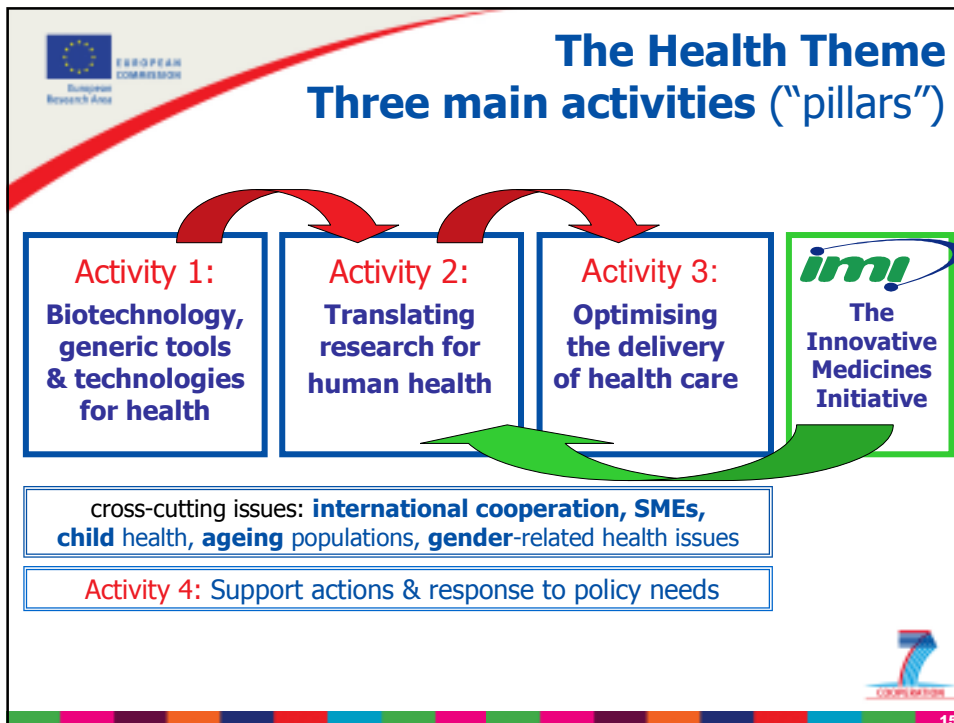 EUROPEAN
COMMISSION
European
Research Area
The Health Theme
Three main activities (“pillars”)
Activity 1:
Biotechnology,
generic tools
& technologies
for health
Activity 2:
Translating
research for
human health
Activity 3:
Optimising
the delivery
of health care
imi
The
Innovative
Medicines
Initiative
cross-cutting issues: international cooperation, SMEs,
child health, ageing populations, gender-related health issues
Activity 4: Support actions & response to policy needs
7
COOPERATION
15